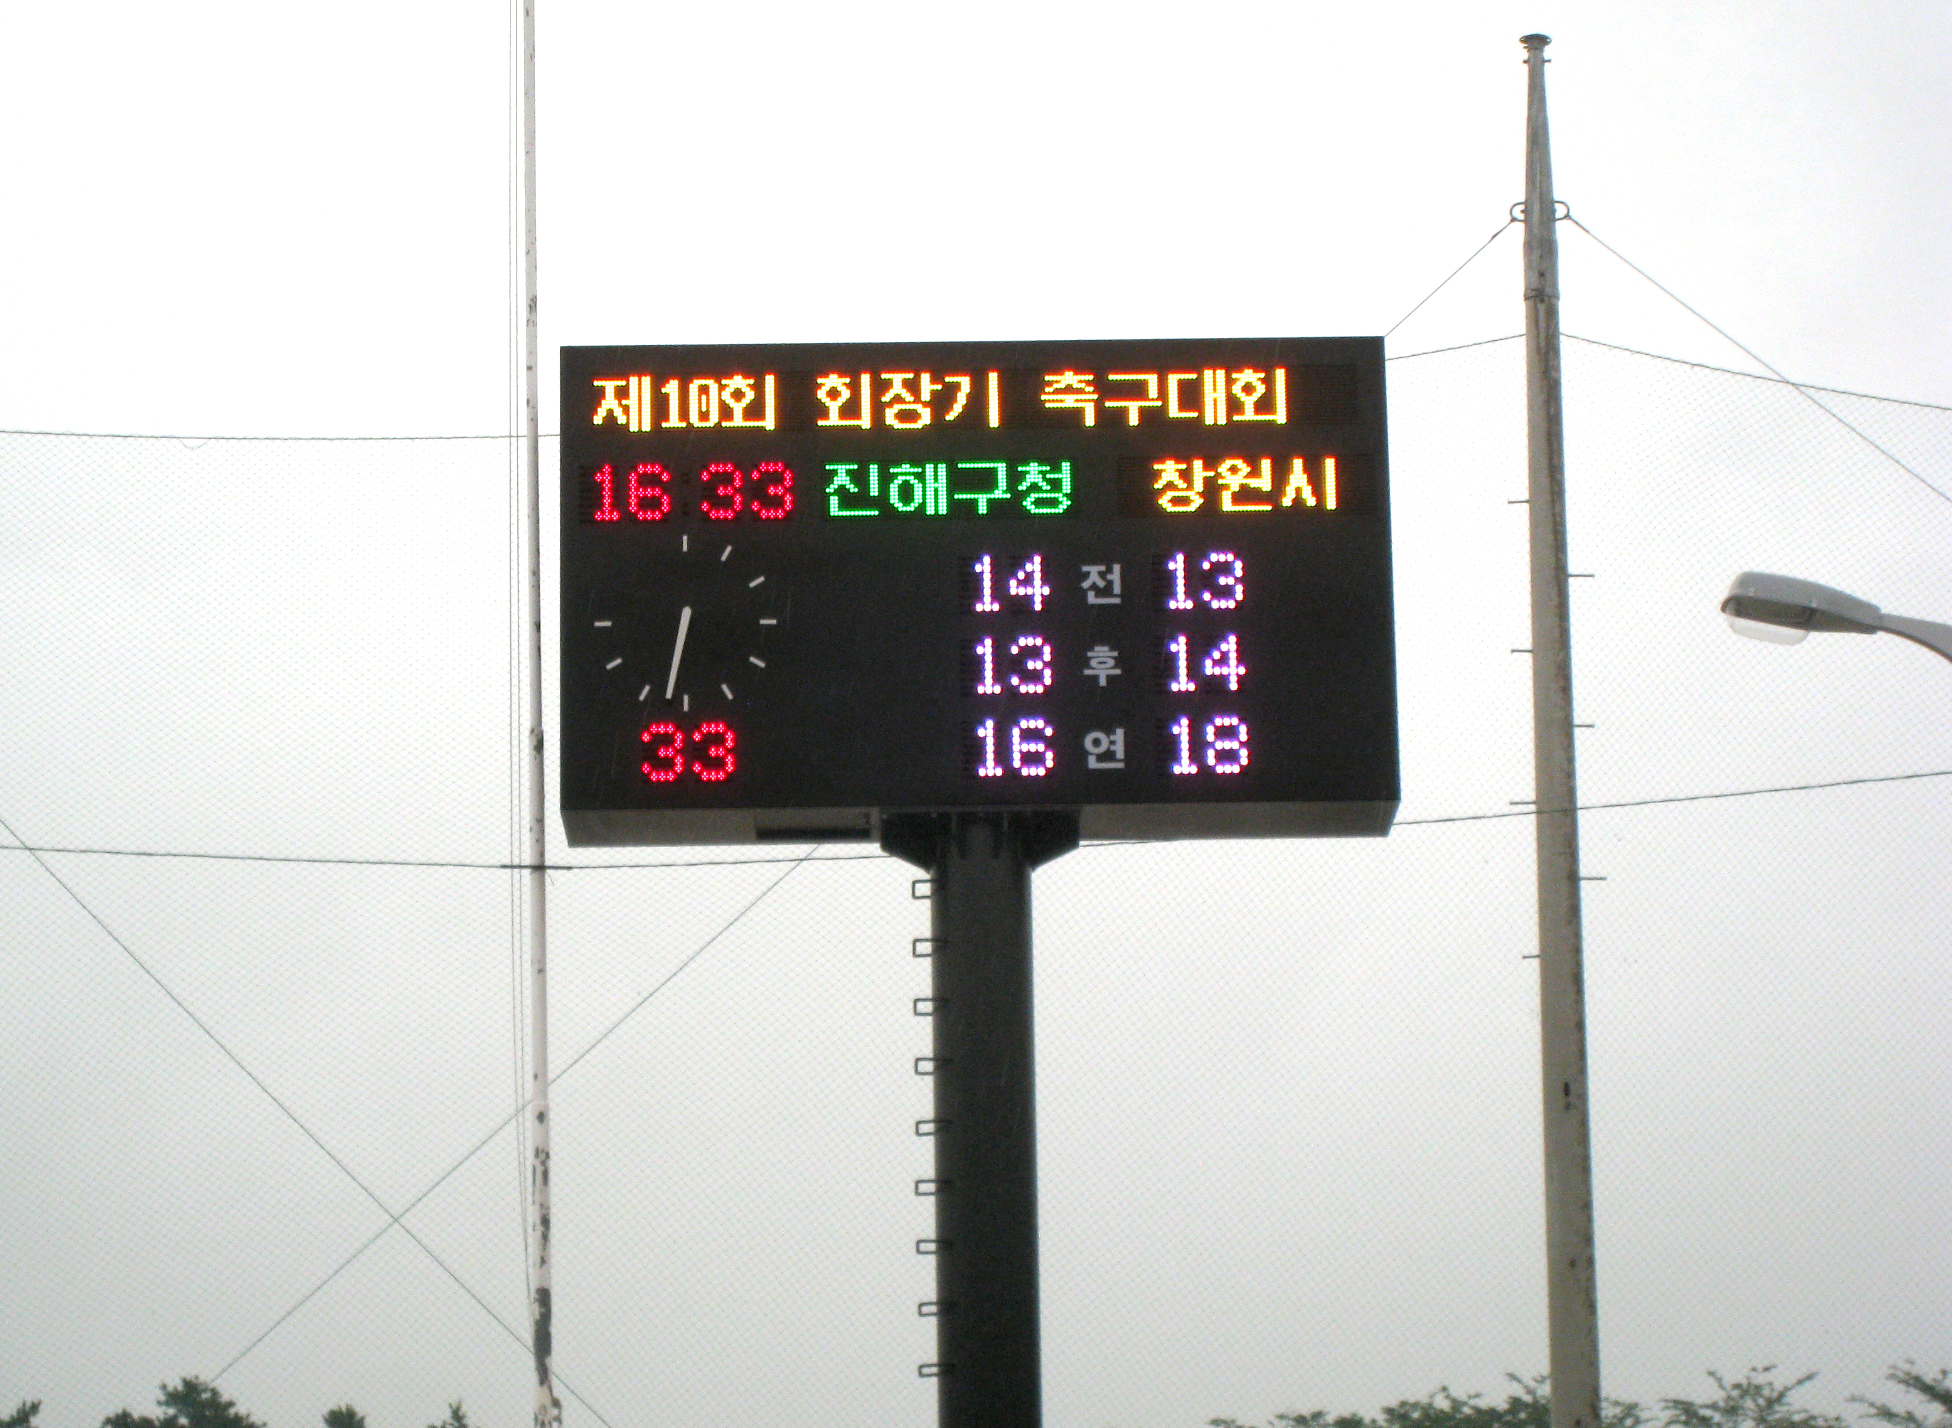 제10회 회장기 축구대회
16:33 진해구청 창원시
14 전 13
13 후 14
16 연 18
33